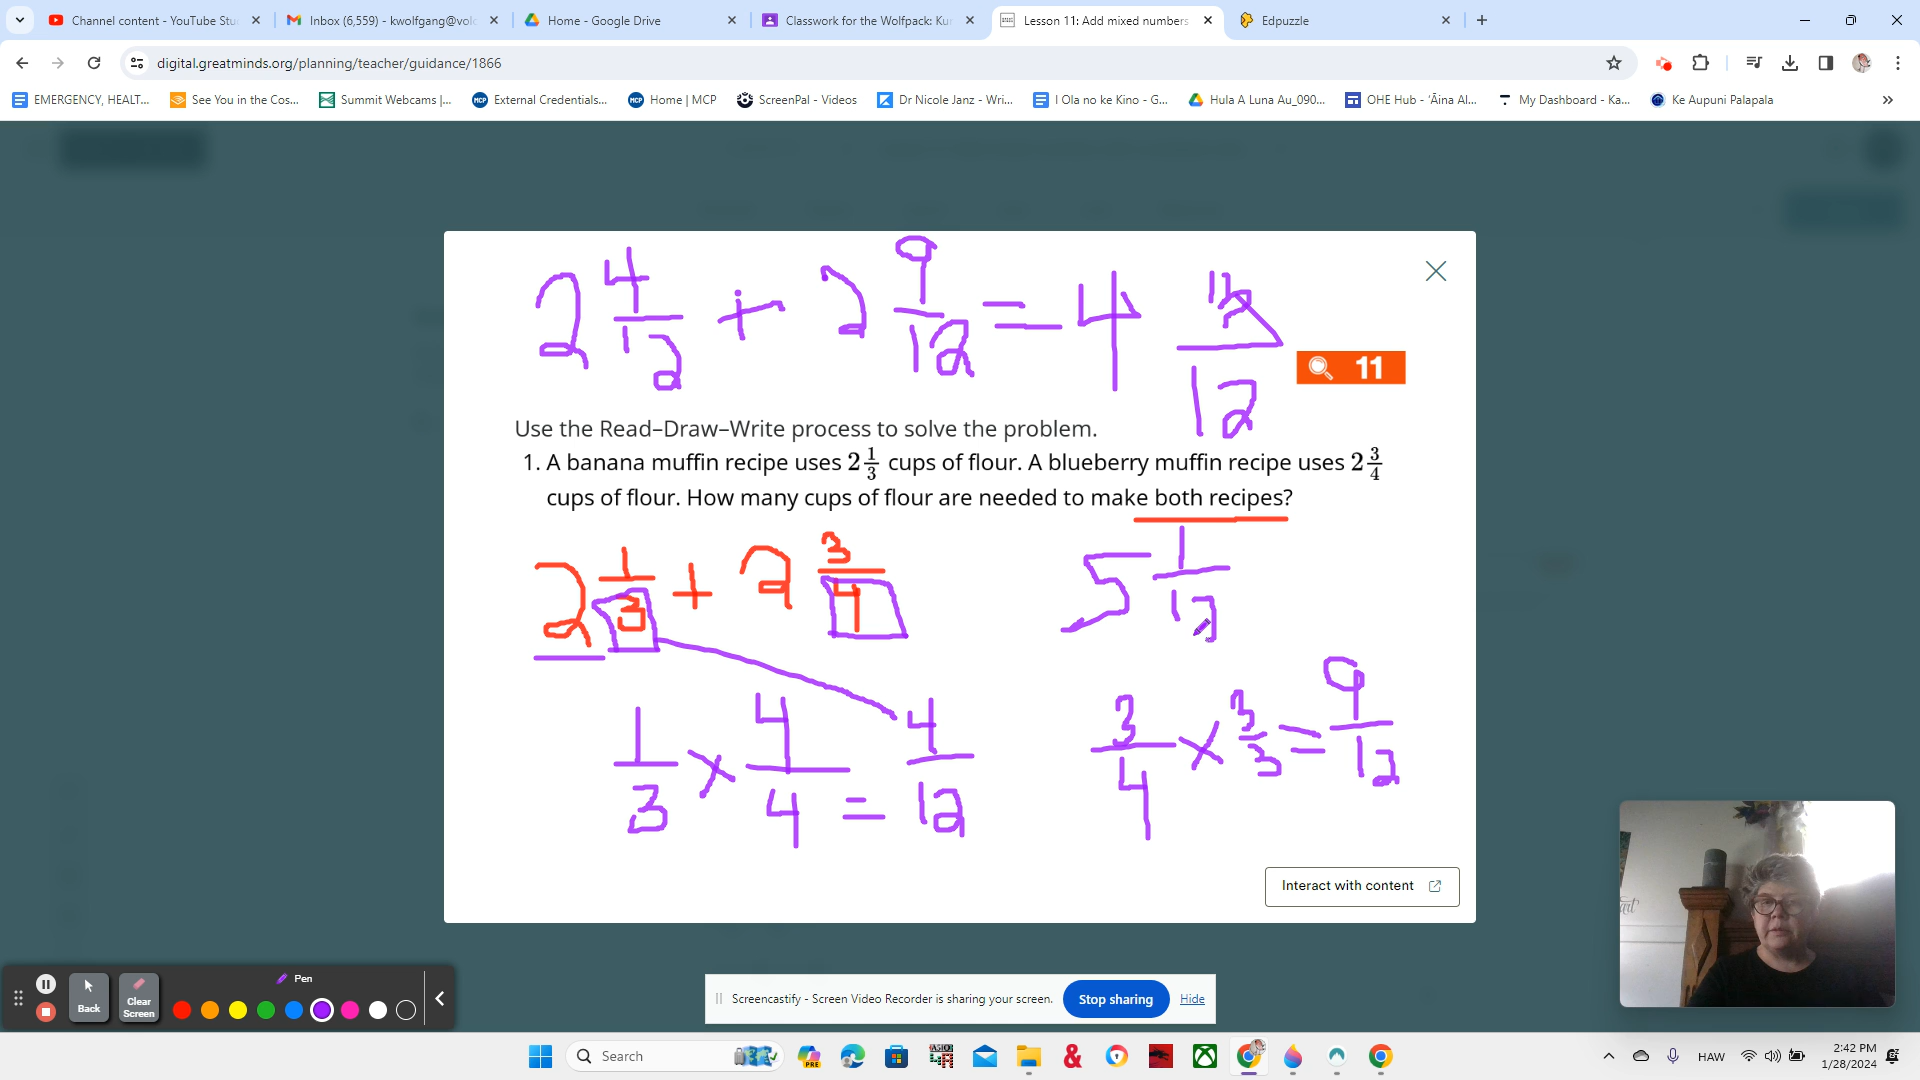 Channel content - YouTube Stu
Inbox (6,559) - kwolfgang@volc
Home - Google Drive
Classwork for the Wolfpack: Kur
Lesson 11: Add mixed numbers
Edpuzzle
digital.greatminds.org/planning/teacher/guidance/1866
EMERGENCY, HEALT...
See You in the Cos...
Summit Webcams |...
External Credentials...
Home | MCP
ScreenPal - Videos
Dr Nicole Janz - Wri...
I Ola no ke Kino - G...
Hula A Luna Au_090...
OHE Hub - ʻĀina Al...
My Dashboard - Ka...
Ke Aupuni Palapala
2 4/12 + 2 9/12 = 4 13/12
11
Use the Read–Draw–Write process to solve the problem.
1. A banana muffin recipe uses 2 1/3 cups of flour. A blueberry muffin recipe uses 2 3/4
cups of flour. How many cups of flour are needed to make both recipes?
2 1/3 + 2 3/4
5 1/12
1/3 x 4/4 = 4/12
3/4 x 3/3 = 9/12
Interact with content
Pen
Back
Clear
Screen
Screencastify - Screen Video Recorder is sharing your screen.
Stop sharing
Hide
Search
PRE
HAW
2:42 PM
1/28/2024